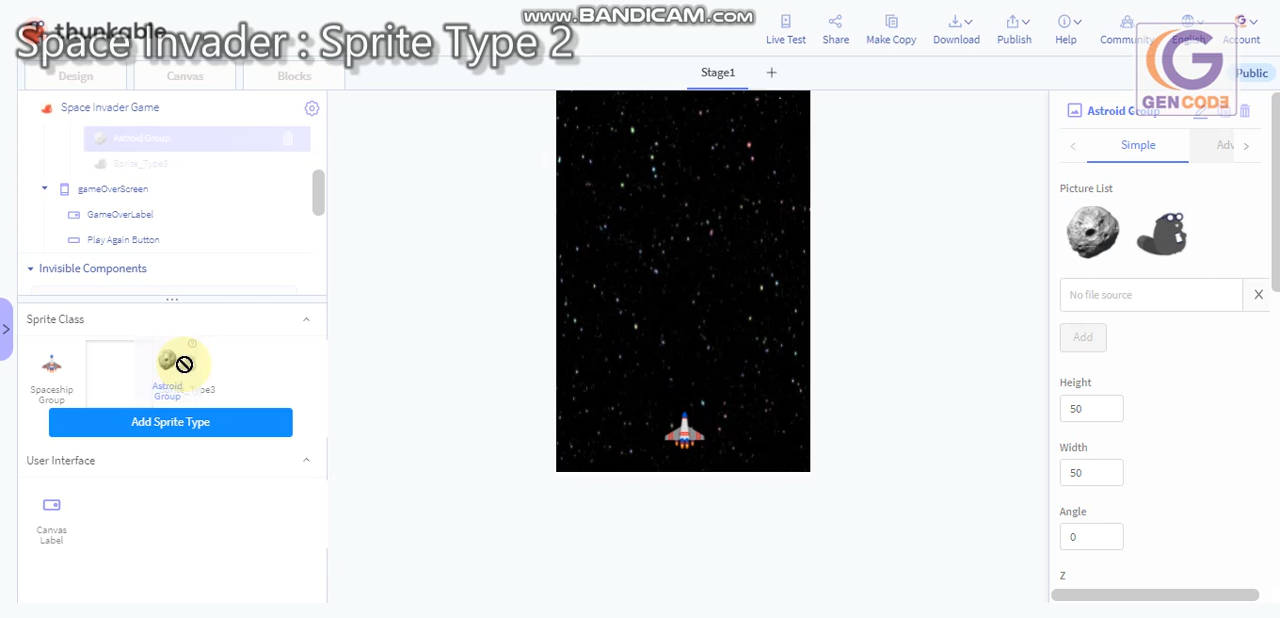 www.BANDICAM.com
thunkable
Space Invader : Sprite Type 2
Live Test
Share
Make Copy
Download
Publish
Help
Community
English
Account
Design
Canvas
Blocks
Stage1
+
Public
GENCODE
Space Invader Game
Astroid Group
Sprite_Type3
gameOverScreen
GameOverLabel
Play Again Button
Invisible Components
Sprite Class
Spaceship
Group
Astroid
Group
Add Sprite Type
User Interface
Canvas
Label
Astroid Group
Simple
Adv
Picture List
No file source
X
Add
Height
50
Width
50
Angle
0
Z